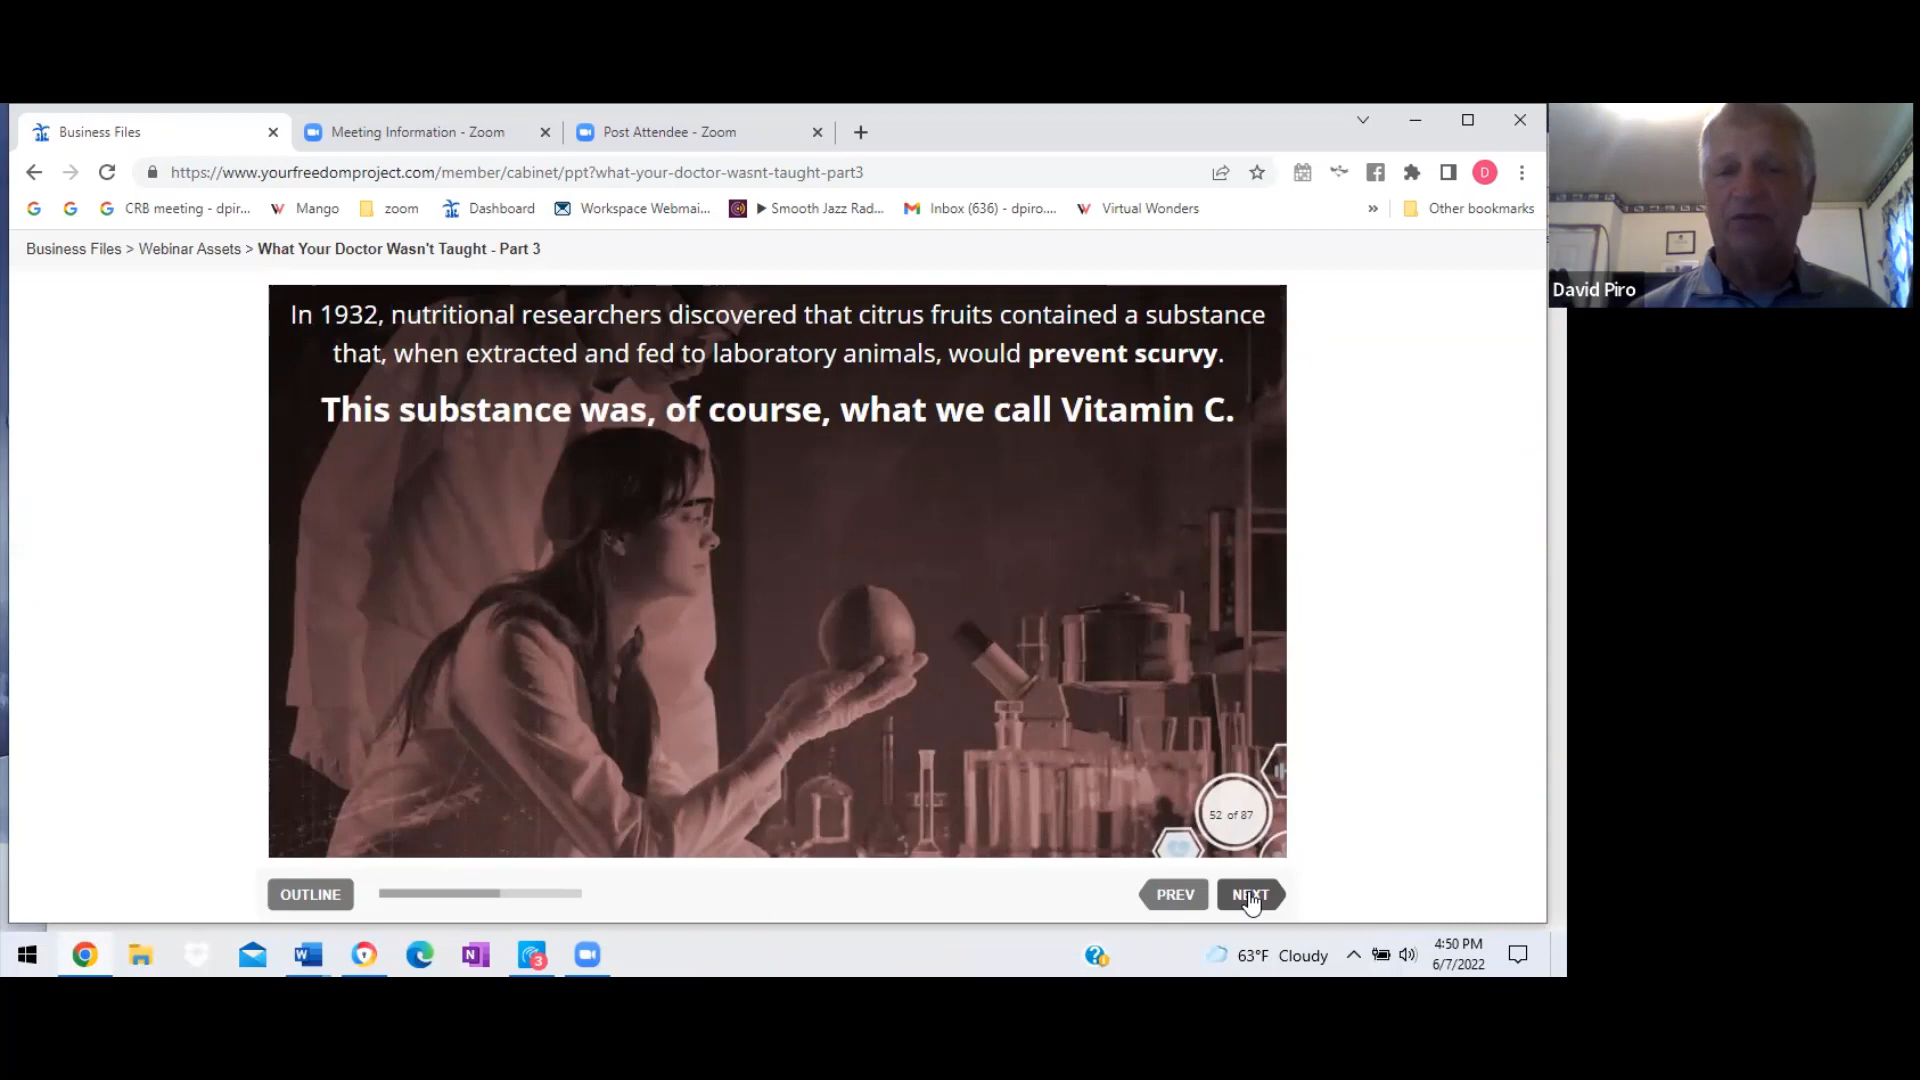 Business Files
Meeting Information - Zoom
Post Attendee - Zoom
https://www.yourfreedomproject.com/member/cabinet/ppt?what-your-doctor-wasnt-taught-part3
D
CRB meeting - dpir...
Mango
zoom
Dashboard
Workspace Webmai...
Smooth Jazz Rad...
Inbox (636) - dpiro....
Virtual Wonders
»
Other bookmarks
Business Files > Webinar Assets > What Your Doctor Wasn't Taught - Part 3
David Piro
In 1932, nutritional researchers discovered that citrus fruits contained a substance
that, when extracted and fed to laboratory animals, would prevent scurvy.
This substance was, of course, what we call Vitamin C.
52 of 87
OUTLINE
PREV
NEXT
3
63°F Cloudy
4:50 PM
6/7/2022